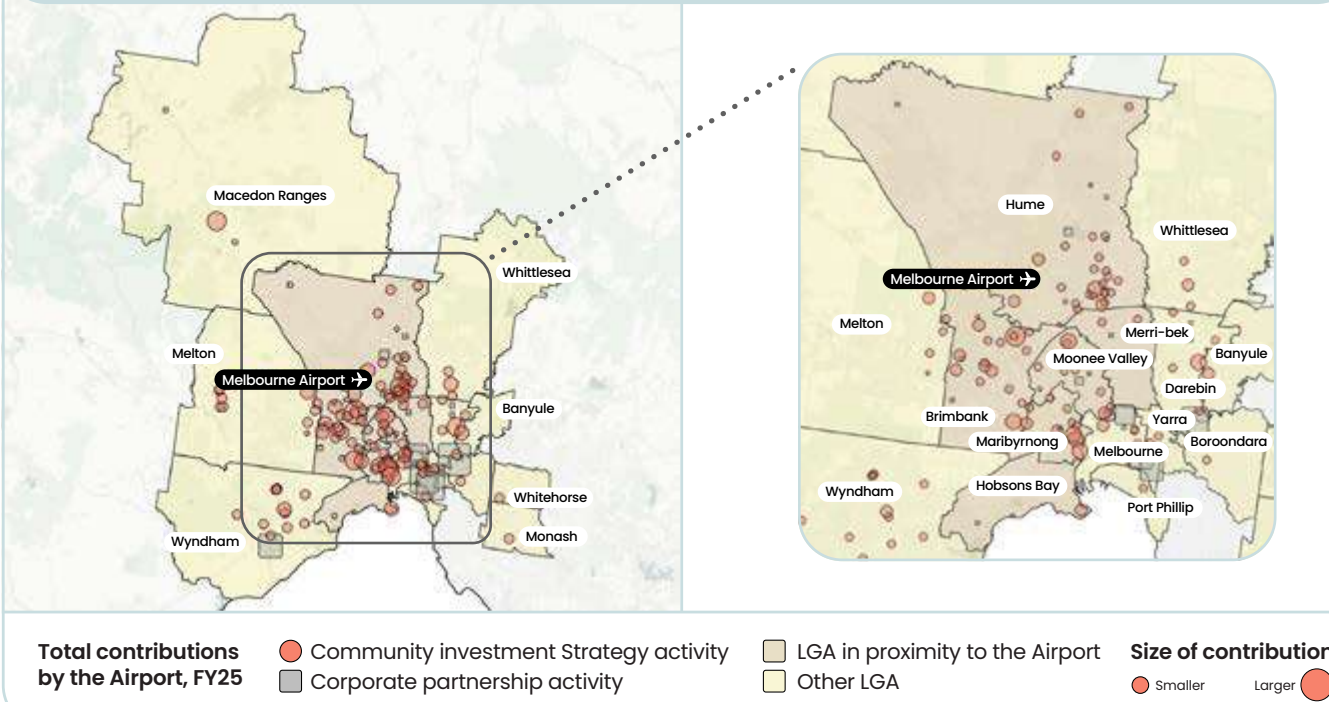 Macedon Ranges
Whittlesea
Melton
Melbourne Airport
Banyule
Whitehorse
Monash
Wyndham
Hume
Whittlesea
Melbourne Airport
Melton
Merri-bek
Moonee Valley
Banyule
Darebin
Brimbank
Yarra
Maribyrnong
Melbourne
Boroondara
Wyndham
Hobsons Bay
Port Phillip
Total contributions
by the Airport, FY25
Community investment Strategy activity
Corporate partnership activity
LGA in proximity to the Airport
Other LGA
Size of contribution
Smaller
Larger